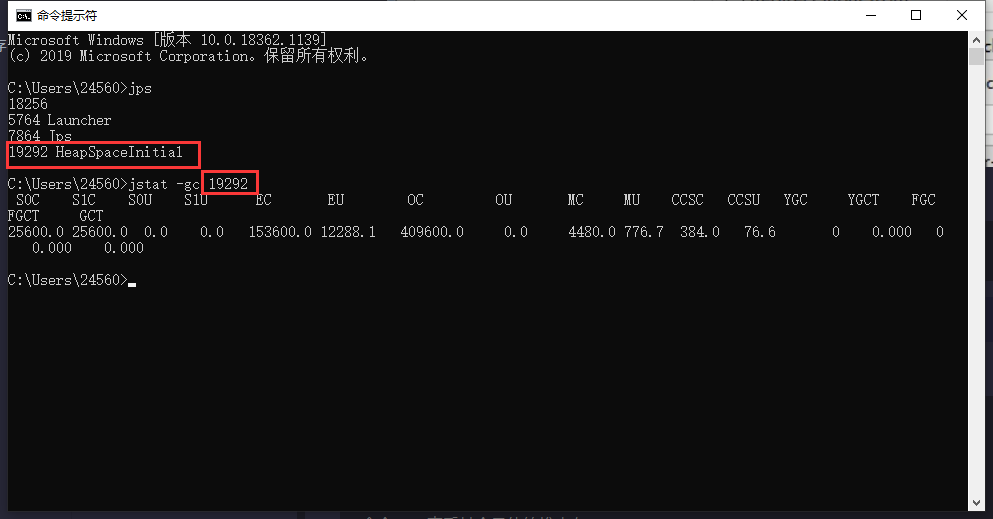 命令提示符
Microsoft Windows [版本 10.0.18362.1139]
(c) 2019 Microsoft Corporation。保留所有权利。
C:\Users\24560>jps
18256
5764 Launcher
7864 Jps
19292 HeapSpaceInitial
C:\Users\24560>jstat -gc 19292
S0C S1C S0U S1U EC EU OC OU MC MU CCSC CCSU YGC YGCT FGC
FGCT GCT
25600.0 25600.0 0.0 0.0 153600.0 12288.1 409600.0 0.0 4480.0 776.7 384.0 76.6 0 0.000 0
0.000 0.000
C:\Users\24560>